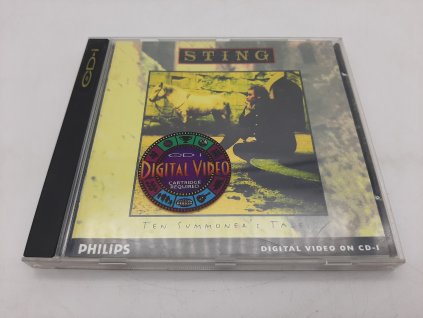 STING
CD-i
CD-I
DIGITAL VIDEO
CARTRIDGE
REQUIRED
TEN SUMMONER'S TALES
PHILIPS
DIGITAL VIDEO ON CD-I